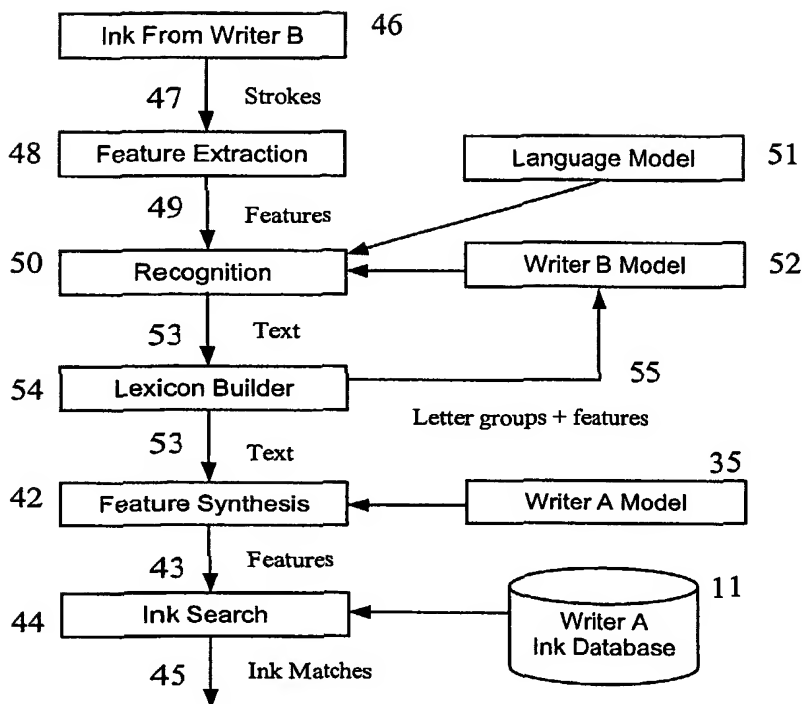 Ink From Writer B 46
47 Strokes
48 Feature Extraction Language Model 51
49 Features
50 Recognition Writer B Model 52
53 Text
54 Lexicon Builder 55
Letter groups + features
53 Text
35
42 Feature Synthesis Writer A Model
43 Features
11
44 Ink Search Writer A
Ink Database
45 Ink Matches